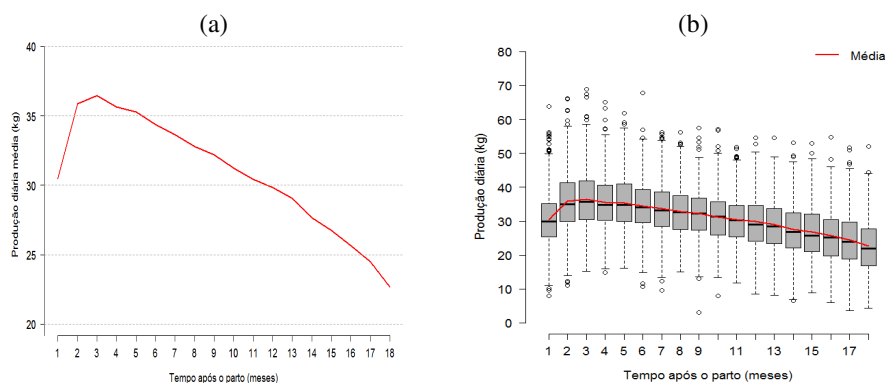 (a)
40
35
30
25
20
Produção diária média (kg)
1 2 3 4 5 6 7 8 9 10 11 12 13 14 15 16 17 18
Tempo após o parto (meses)
(b)
80
70
60
50
40
30
20
10
0
Produção diária (kg)
Média
1 2 3 4 5 6 7 8 9 11 13 15 17
Tempo após o parto (meses)